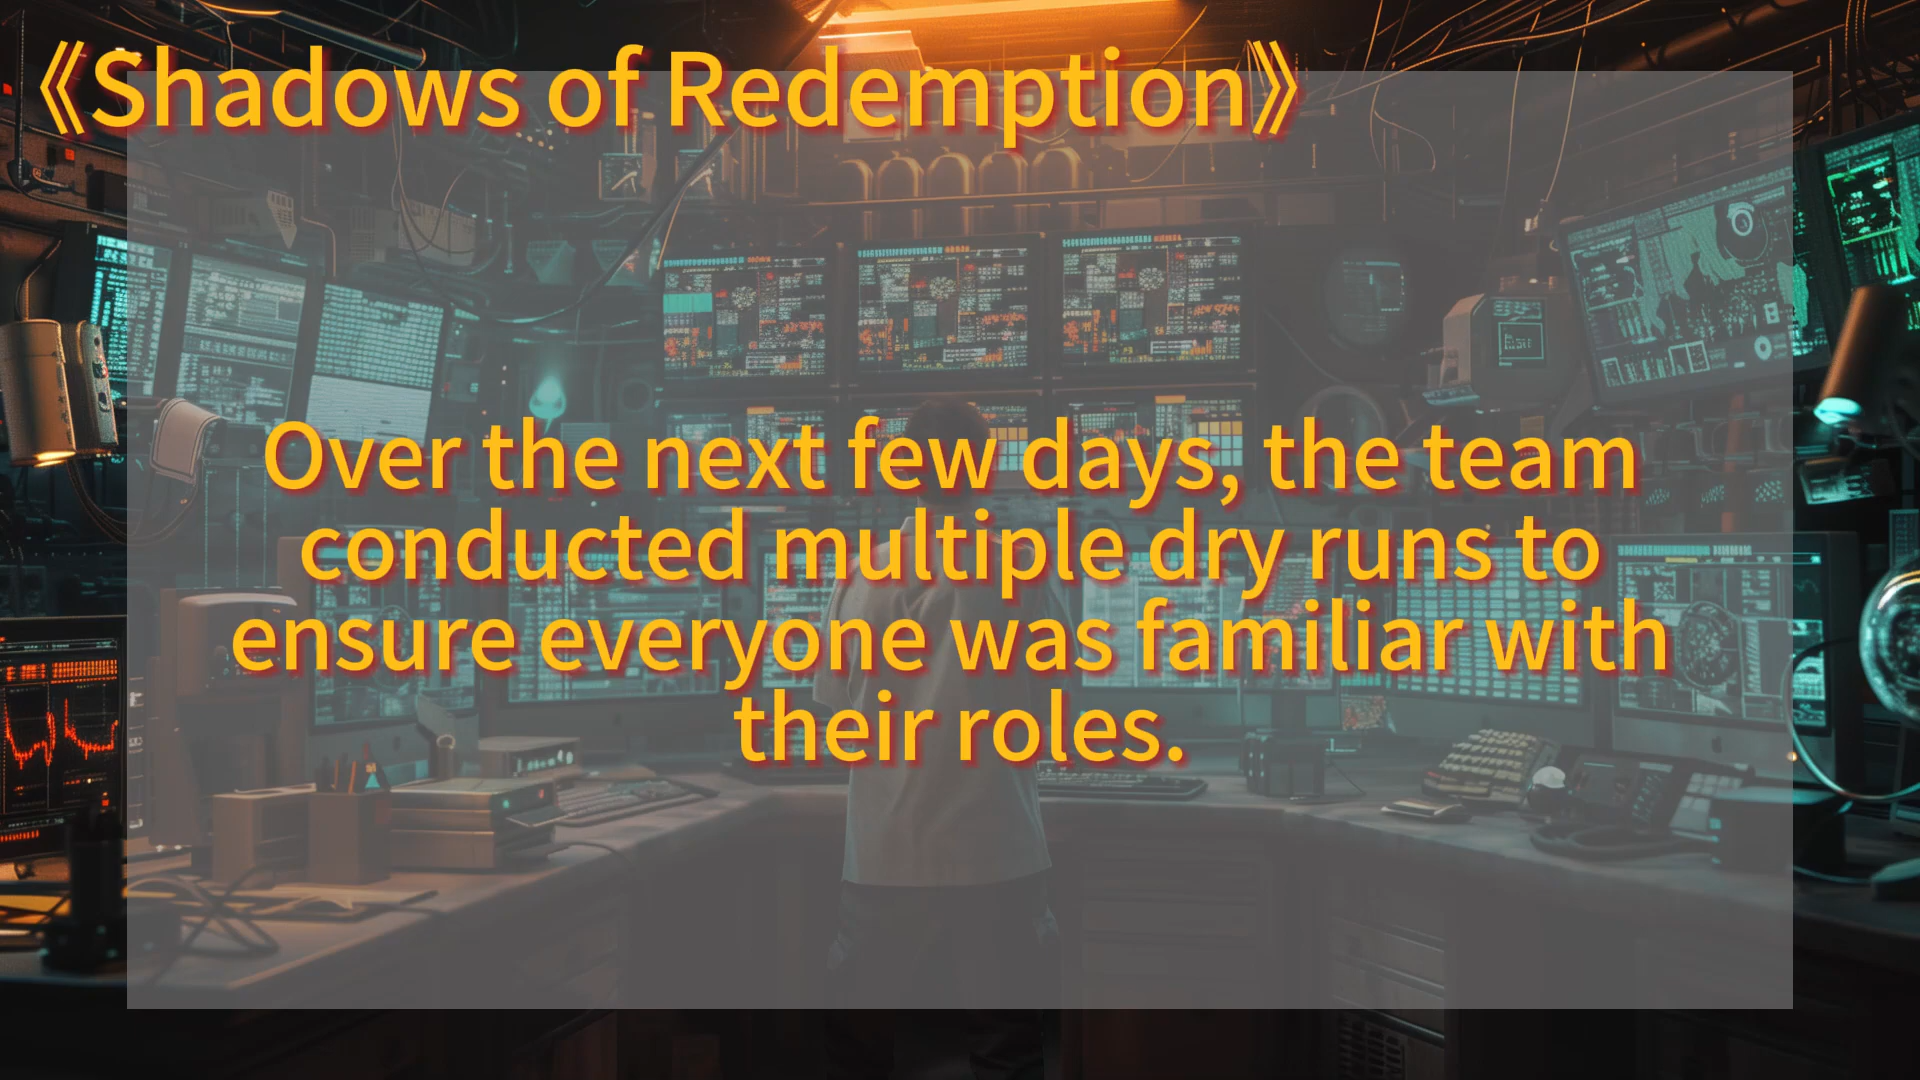 《Shadows of Redemption》
Over the next few days, the team
conducted multiple dry runs to
ensure everyone was familiar with
their roles.